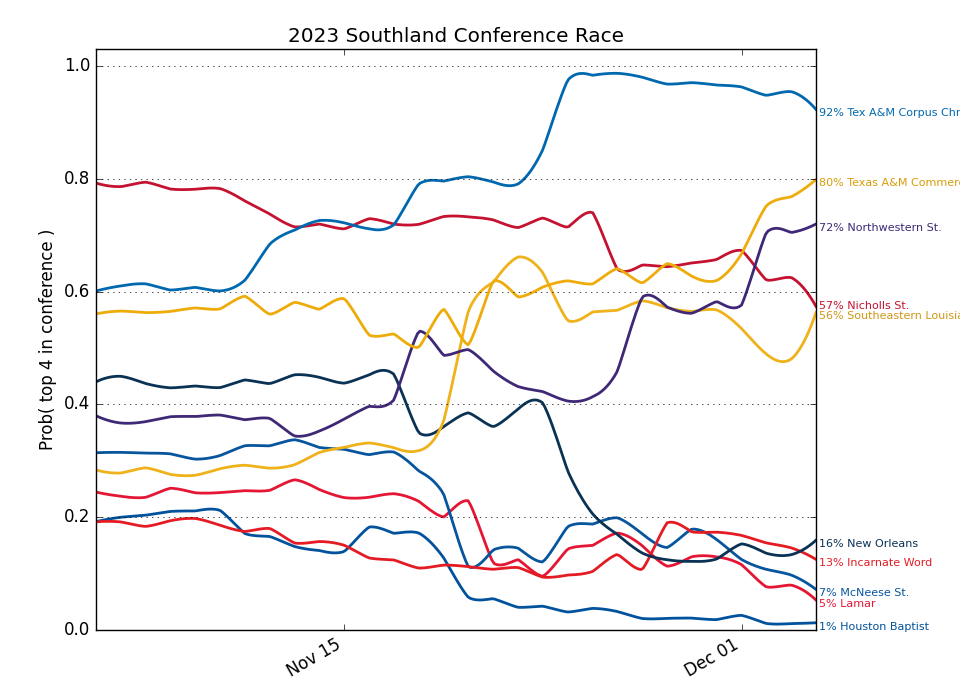 2023 Southland Conference Race
Prob( top 4 in conference )
1.0
0.8
0.6
0.4
0.2
0.0
Nov 15
Dec 01
92% Tex A&M Corpus Chr
80% Texas A&M Commerc
72% Northwestern St.
57% Nicholls St.
56% Southeastern Louisia
16% New Orleans
13% Incarnate Word
7% McNeese St.
5% Lamar
1% Houston Baptist